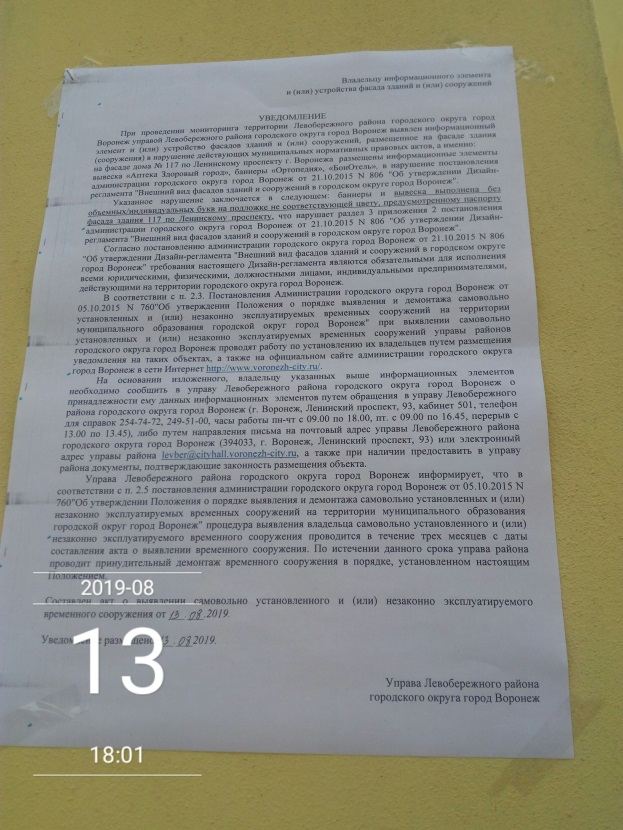 Владельцу информационного элемента
и (или) устройства фасада зданий и (или) сооружений
УВЕДОМЛЕНИЕ
При проведении мониторинга территории Левобережного района городского округа город
Воронеж управой Левобережного района городского округа город Воронеж выявлен информационный
элемент и (или) устройство фасадов зданий и (или) сооружений, размещенное на фасаде здания
(сооружения) в нарушение действующих муниципальных нормативных правовых актов, а именно:
на фасаде дома № 117 по Ленинскому проспекту г. Воронежа размещены информационные элементы
вывеска «Аптека Здоровый город», баннеры «Ортопедия», «БонОтель», в нарушение постановления
администрации городского округа город Воронеж от 21.10.2015 N 806 "Об утверждении Дизайн-
регламента "Внешний вид фасадов зданий и сооружений в городском округе город Воронеж".
Указанное нарушение заключается в следующем: баннеры и вывеска выполнена без
объемных/индивидуальных букв на подложке не соответствующей цвету, предусмотренному паспорту
фасада здания 117 по Ленинскому проспекту, что нарушает раздел 3 приложения 2 постановления
администрации городского округа город Воронеж от 21.10.2015 N 806 "Об утверждении Дизайн-
регламента "Внешний вид фасадов зданий и сооружений в городском округе город Воронеж".
Согласно постановлению администрации городского округа город Воронеж от 21.10.2015 N 806
"Об утверждении Дизайн-регламента "Внешний вид фасадов зданий и сооружений в городском округе
город Воронеж" требования настоящего Дизайн-регламента являются обязательными для исполнения
всеми юридическими, физическими, должностными лицами, индивидуальными предпринимателями,
действующими на территории городского округа город Воронеж.
В соответствии с п. 2.3. Постановления Администрации городского округа город Воронеж от
05.10.2015 N 760"Об утверждении Положения о порядке выявления и демонтажа самовольно
установленных и (или) незаконно эксплуатируемых временных сооружений на территории
муниципального образования городской округ город Воронеж" при выявлении самовольно
установленных и (или) незаконно эксплуатируемых временных сооружений управы районов
городского округа город Воронеж проводят работу по установлению их владельцев путем размещения
уведомления на таких объектах, а также на официальном сайте администрации городского округа
город Воронеж в сети Интернет http://www.voronezh-city.ru/.
На основании изложенного, владельцу указанных выше информационных элементов
необходимо сообщить в управу Левобережного района городского округа город Воронеж о
принадлежности ему данных информационных элементов путем обращения в управу Левобережного
района городского округа город Воронеж (г. Воронеж, Ленинский проспект, 93, кабинет 501, телефон
для справок 254-74-72, 249-51-00, часы работы пн-чт с 09.00 по 18.00, пт. с 09.00 по 16.45, перерыв с
13.00 по 13.45), либо путем направления письма на почтовый адрес управы Левобережного района
городского округа город Воронеж (394033, г. Воронеж, Ленинский проспект, 93) или электронный
адрес управы района levber@cityhall.voronezh-city.ru, а также при наличии предоставить в управу
района документы, подтверждающие законность размещения объекта.
Управа Левобережного района городского округа город Воронеж информирует, что в
соответствии с п. 2.5 постановления администрации городского округа город Воронеж от 05.10.2015 N
760"Об утверждении Положения о порядке выявления и демонтажа самовольно установленных и (или)
незаконно эксплуатируемых временных сооружений на территории муниципального образования
городской округ город Воронеж" процедура выявления владельца самовольно установленного и (или)
незаконно эксплуатируемого временного сооружения проводится в течение трех месяцев с даты
составления акта о выявлении временного сооружения. По истечении данного срока управа района
проводит принудительный демонтаж временного сооружения в порядке, установленном настоящим
Положением.
2019-08
Составлен акт о выявлении самовольно установленного и (или) незаконно эксплуатируемого
временного сооружения от 13.08.2019.
Уведомление размещено 13.08.2019.
13
Управа Левобережного района
городского округа город Воронеж
18:01